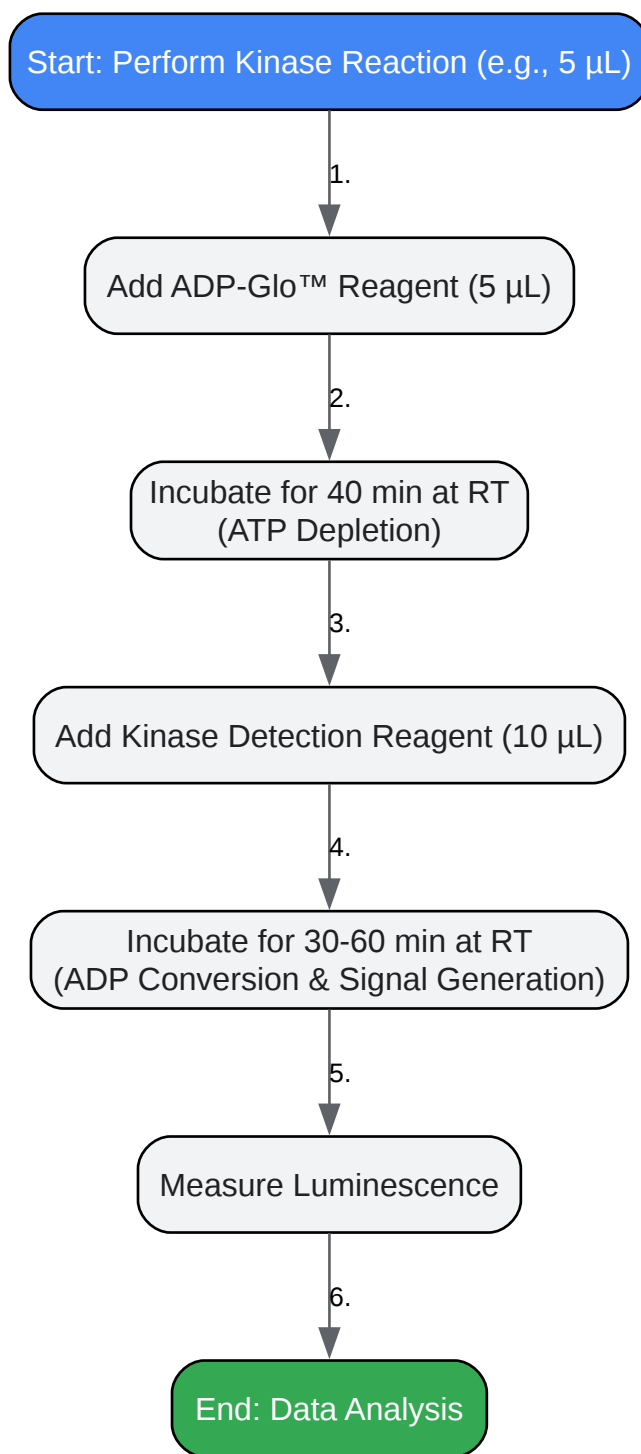 Start: Perform Kinase Reaction (e.g., 5 µL)
1.
Add ADP-Glo™ Reagent (5 µL)
2.
Incubate for 40 min at RT
(ATP Depletion)
3.
Add Kinase Detection Reagent (10 µL)
4.
Incubate for 30-60 min at RT
(ADP Conversion & Signal Generation)
5.
Measure Luminescence
6.
End: Data Analysis